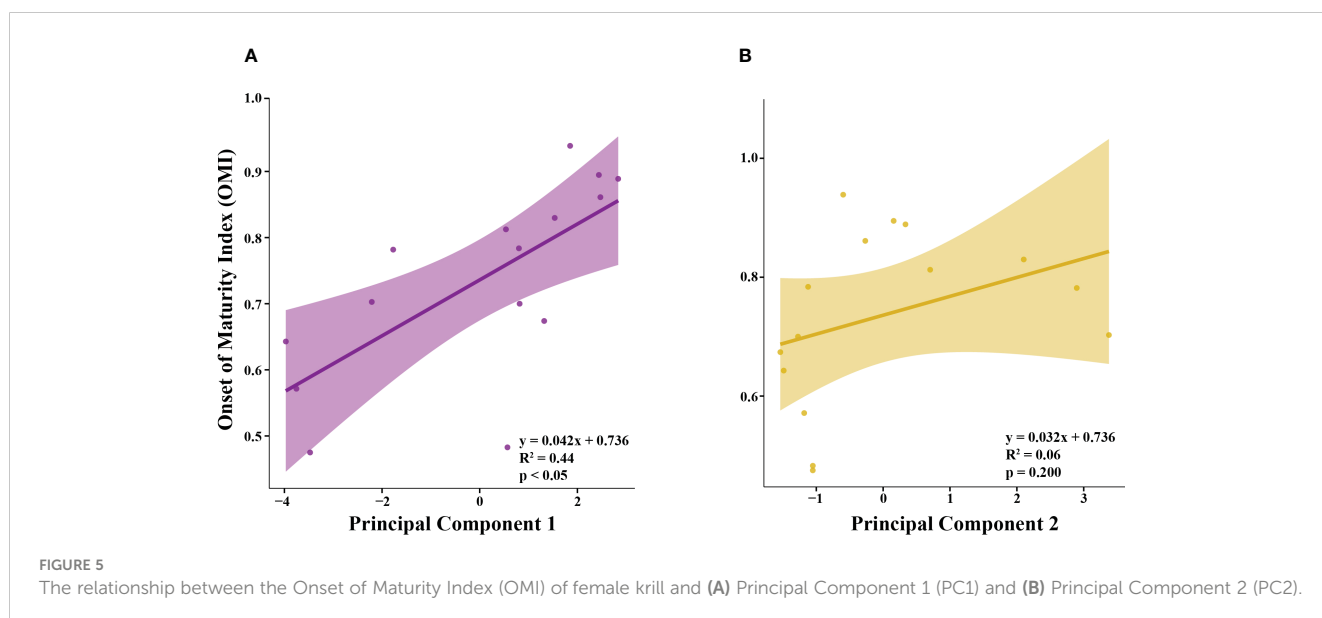 A
B
Onset of Maturity Index (OMI)
1.0
0.9
0.8
0.7
0.6
0.5
−4
−2
0
2
Principal Component 1
y = 0.042x + 0.736
R² = 0.44
p < 0.05
1.0
0.8
0.6
−1
0
1
2
3
Principal Component 2
y = 0.032x + 0.736
R² = 0.06
p = 0.200
FIGURE 5
The relationship between the Onset of Maturity Index (OMI) of female krill and (A) Principal Component 1 (PC1) and (B) Principal Component 2 (PC2).